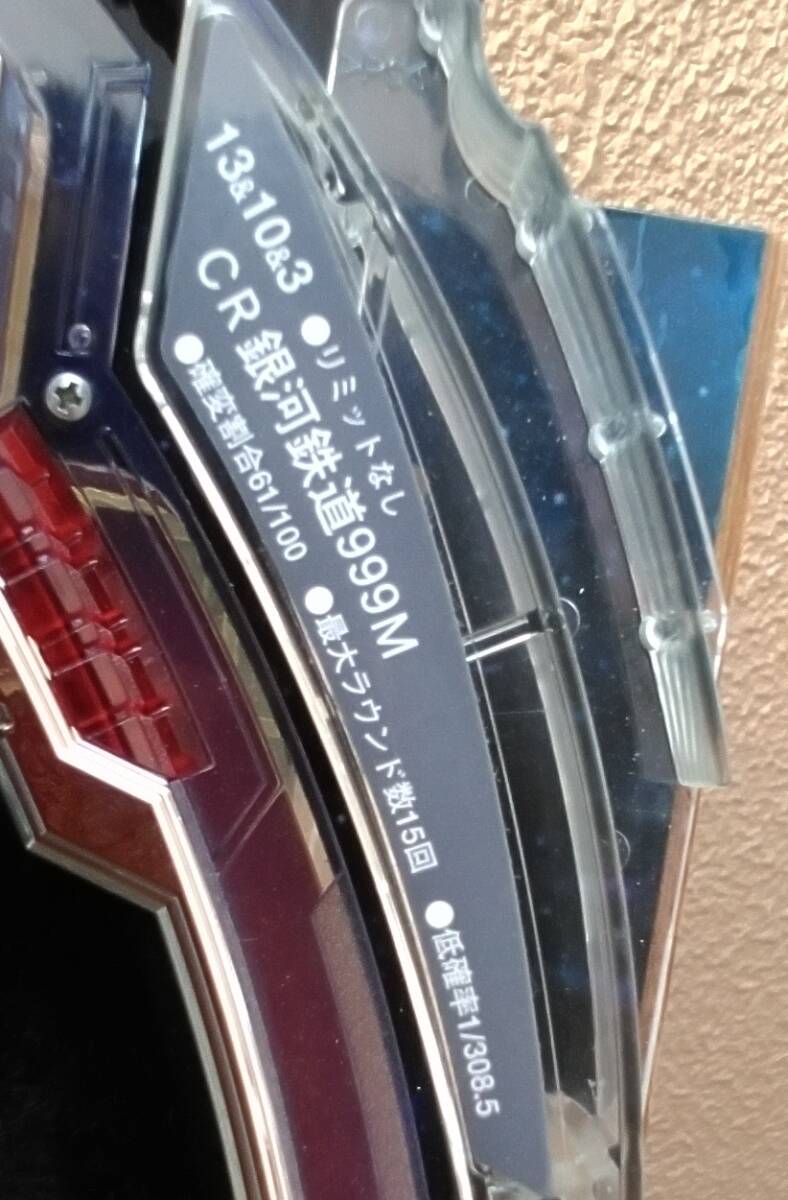 13&10&3 ●リミットなし
CR銀河鉄道999M
●確変割合61/100 ●最大ラウンド数15回 ●低確率1/308.5